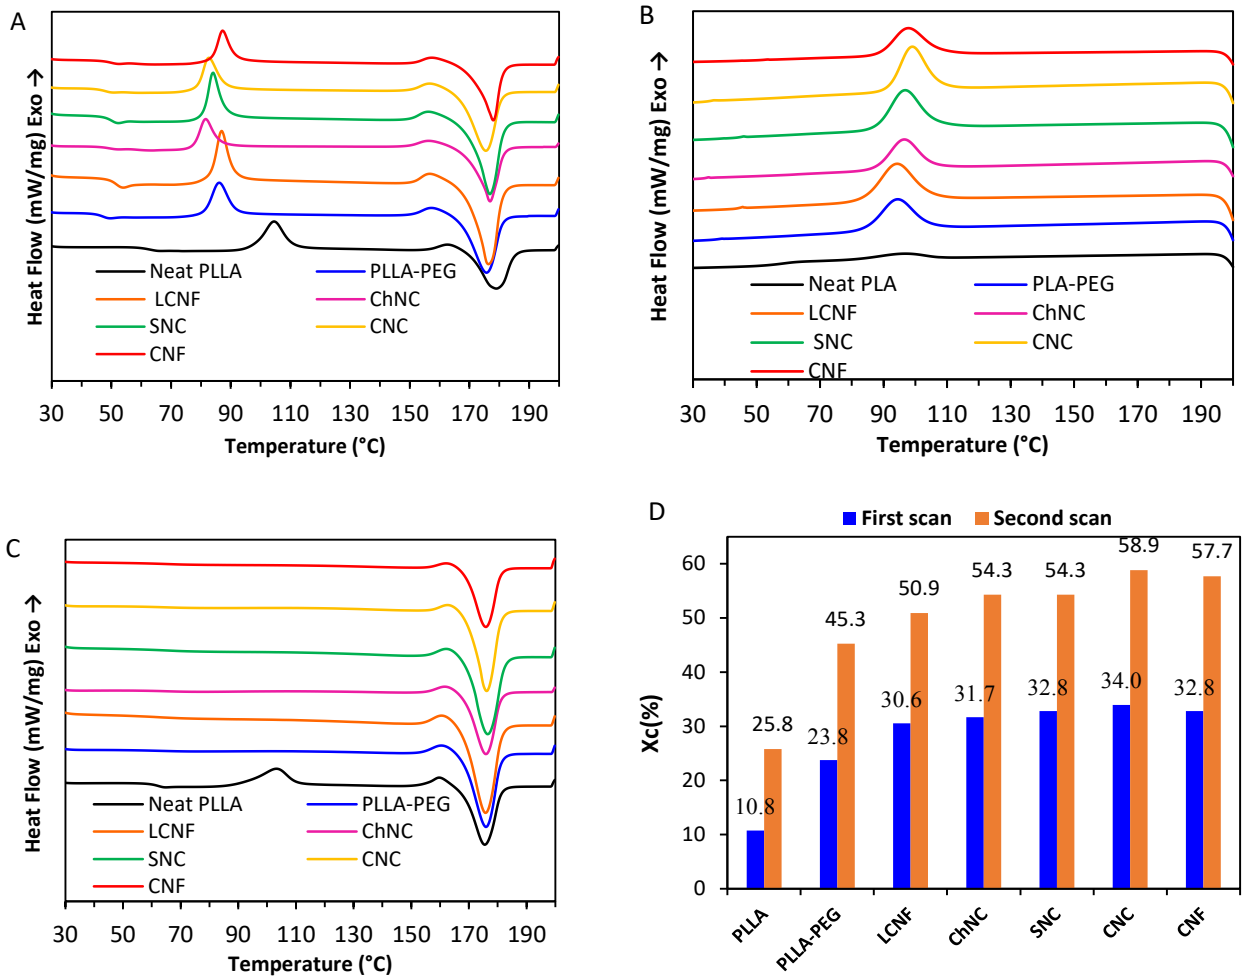 A
Heat Flow (mW/mg) Exo →
Neat PLLA
PLLA-PEG
LCNF
ChNC
SNC
CNC
CNF
30 50 70 90 110 130 150 170 190
Temperature (°C)
B
Heat Flow (mW/mg) Exo →
Neat PLA
PLA-PEG
LCNF
ChNC
SNC
CNC
CNF
30 50 70 90 110 130 150 170 190
Temperature (°C)
C
Heat Flow (mW/mg) Exo →
Neat PLLA
PLLA-PEG
LCNF
ChNC
SNC
CNC
CNF
30 50 70 90 110 130 150 170 190
Temperature (°C)
D
First scan Second scan
Xc(%)
60
50
40
30
20
10
0
10.8 25.8
23.8 45.3
30.6 50.9
31.7 54.3
32.8 54.3
34.0 58.9
32.8 57.7
PLLA PLLA-PEG LCNF ChNC SNC CNC CNF